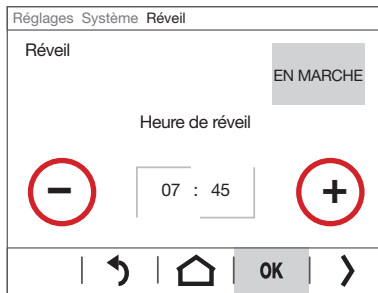 Réglages Système Réveil
Réveil
EN MARCHE
Heure de réveil
− 07 : 45 +
OK